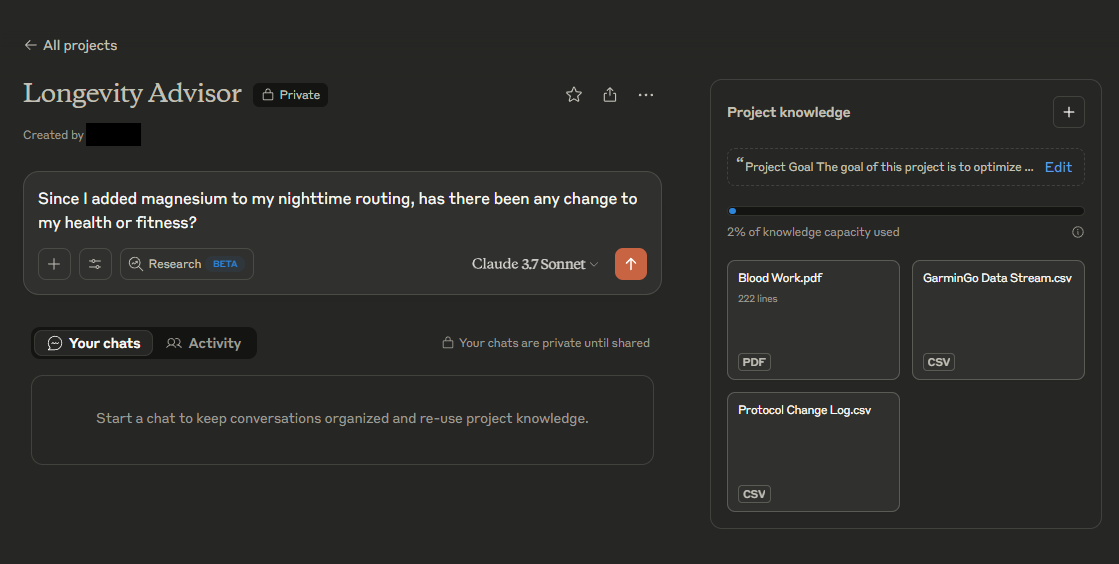 All projects
Longevity Advisor
Private
Created by
Since I added magnesium to my nighttime routing, has there been any change to
my health or fitness?
Research BETA
Claude 3.7 Sonnet
Your chats
Activity
Your chats are private until shared
Start a chat to keep conversations organized and re-use project knowledge.
Project knowledge
“Project Goal The goal of this project is to optimize ...
Edit
2% of knowledge capacity used
Blood Work.pdf
222 lines
PDF
GarminGo Data Stream.csv
CSV
Protocol Change Log.csv
CSV